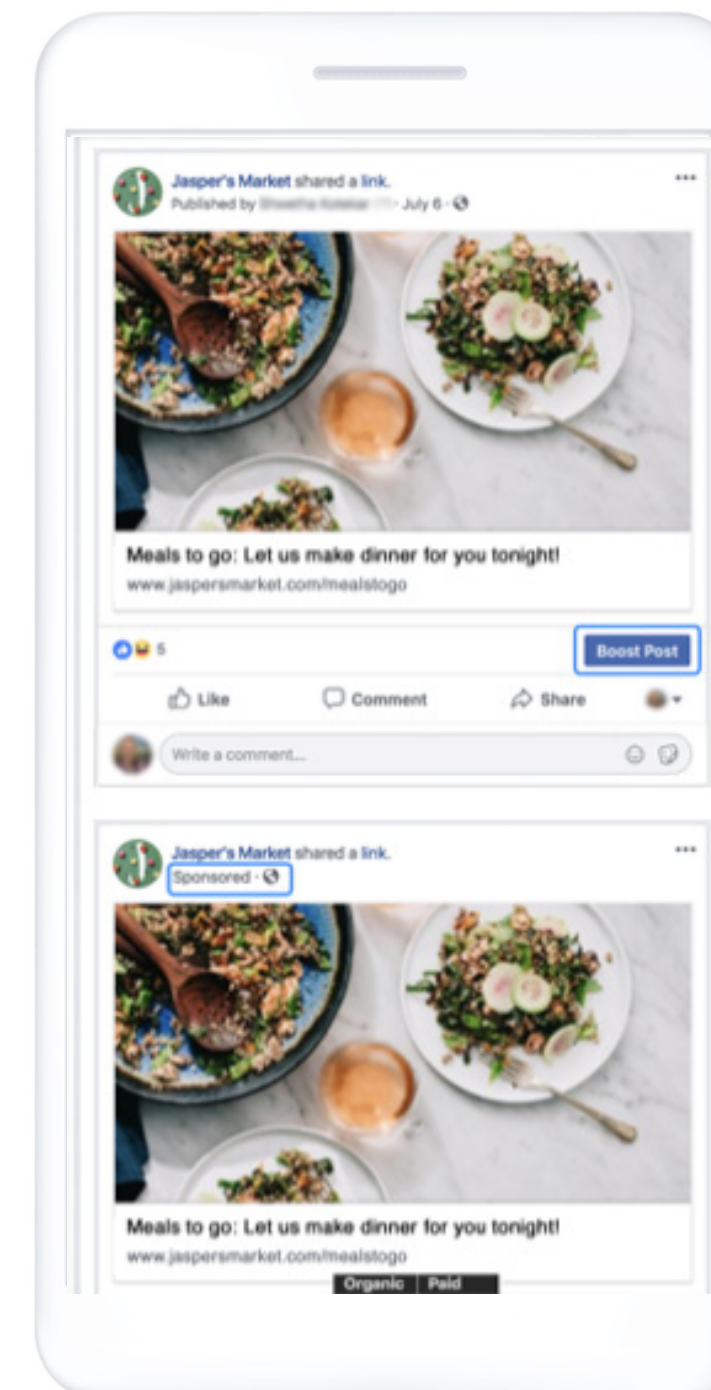 Jasper's Market shared a link.
Published by · July 6 ·
Meals to go: Let us make dinner for you tonight!
www.jaspersmarket.com/mealstogo
5
Boost Post
Like Comment Share
Write a comment...
Jasper's Market shared a link.
Sponsored ·
Meals to go: Let us make dinner for you tonight!
www.jaspersmarket.com/mealstogo
Organic Paid